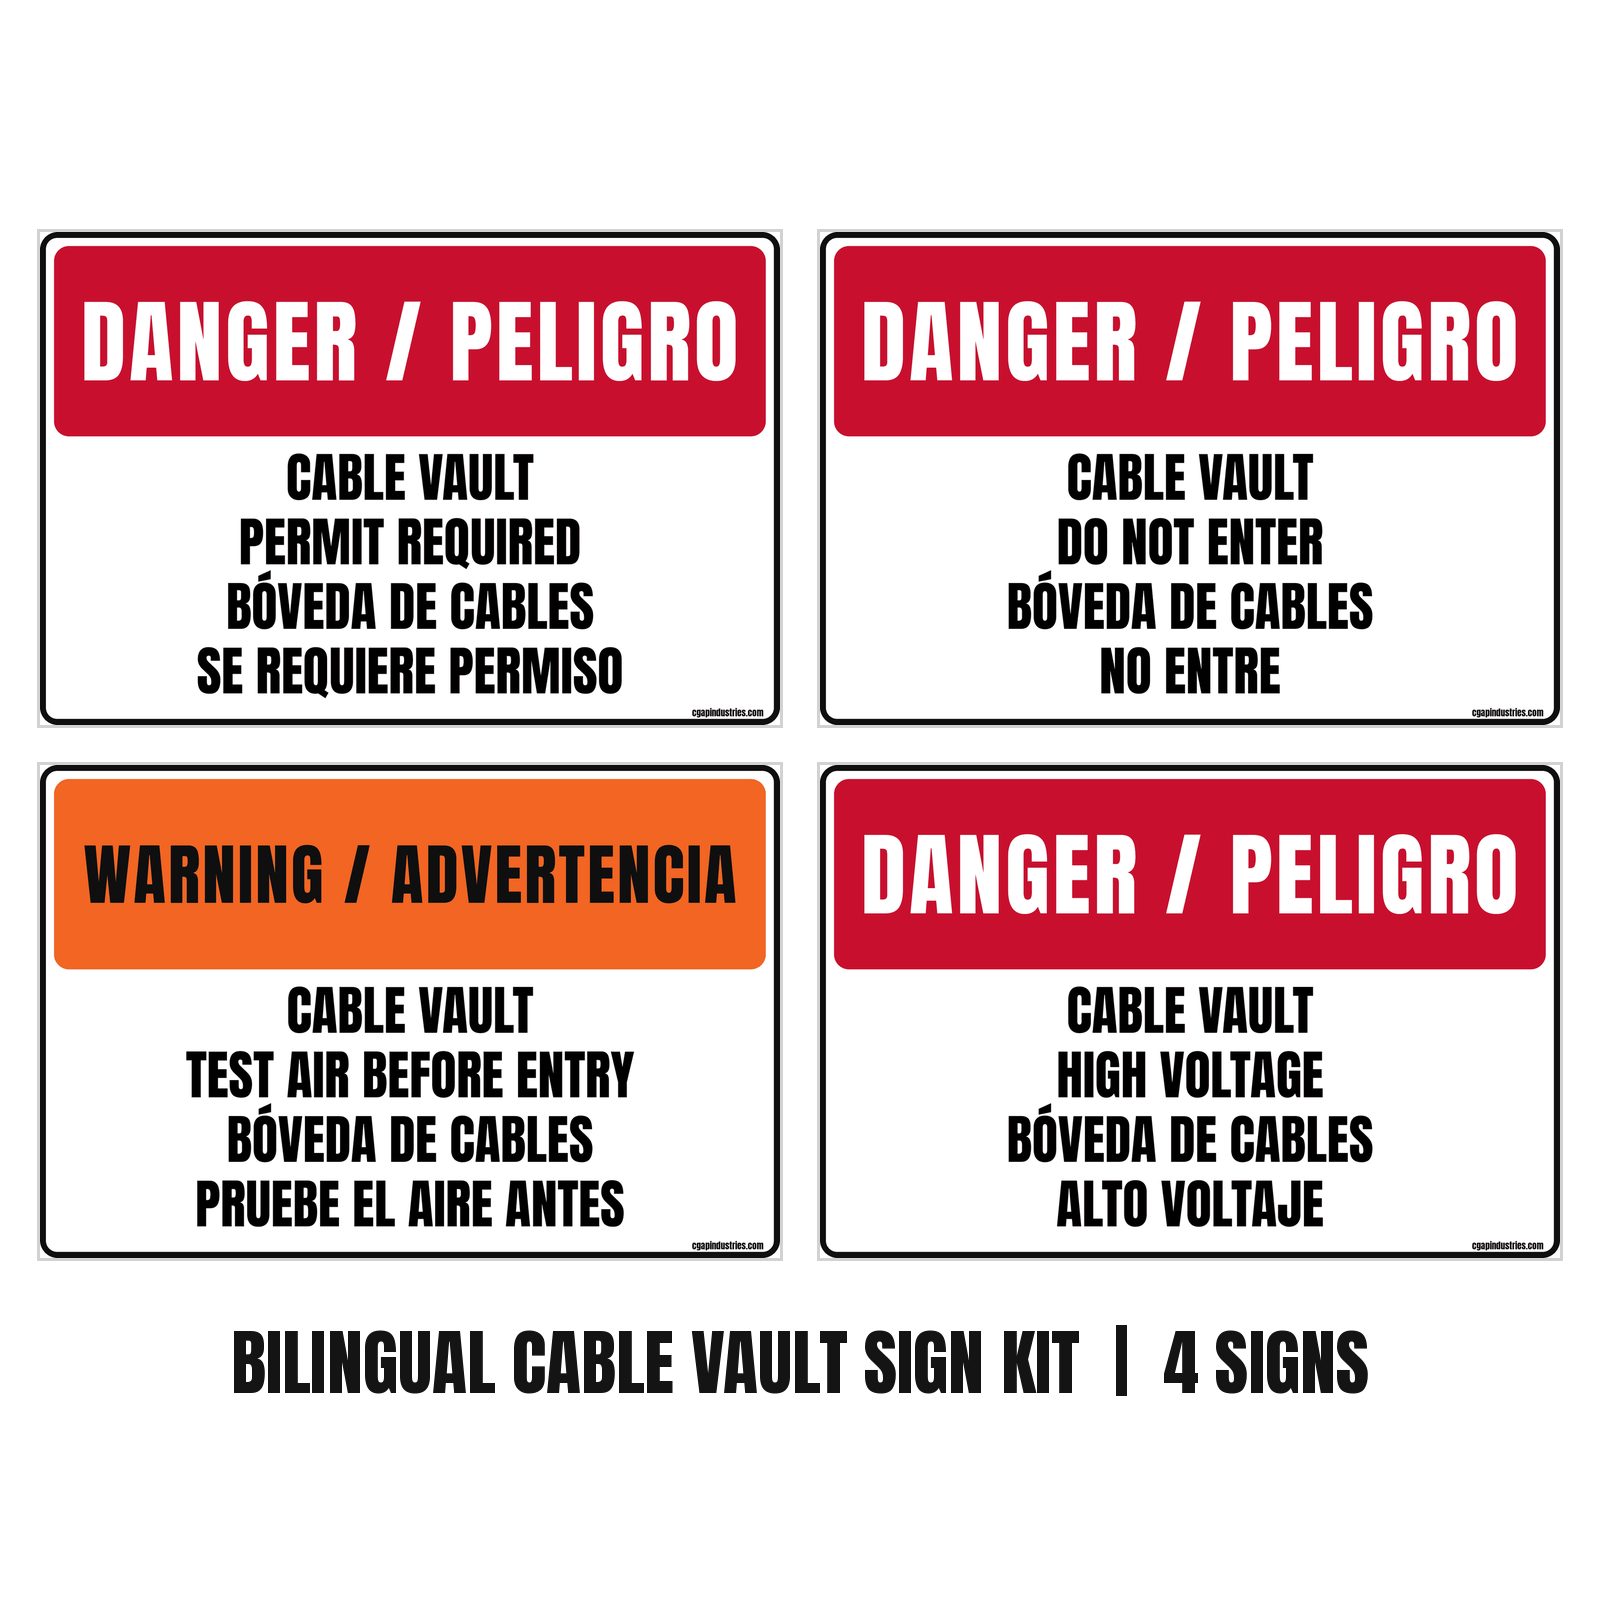 DANGER / PELIGRO
CABLE VAULT
PERMIT REQUIRED
BÓVEDA DE CABLES
SE REQUIERE PERMISO
cgapindustries.com
DANGER / PELIGRO
CABLE VAULT
DO NOT ENTER
BÓVEDA DE CABLES
NO ENTRE
cgapindustries.com
WARNING / ADVERTENCIA
CABLE VAULT
TEST AIR BEFORE ENTRY
BÓVEDA DE CABLES
PRUEBE EL AIRE ANTES
cgapindustries.com
DANGER / PELIGRO
CABLE VAULT
HIGH VOLTAGE
BÓVEDA DE CABLES
ALTO VOLTAJE
cgapindustries.com
BILINGUAL CABLE VAULT SIGN KIT | 4 SIGNS